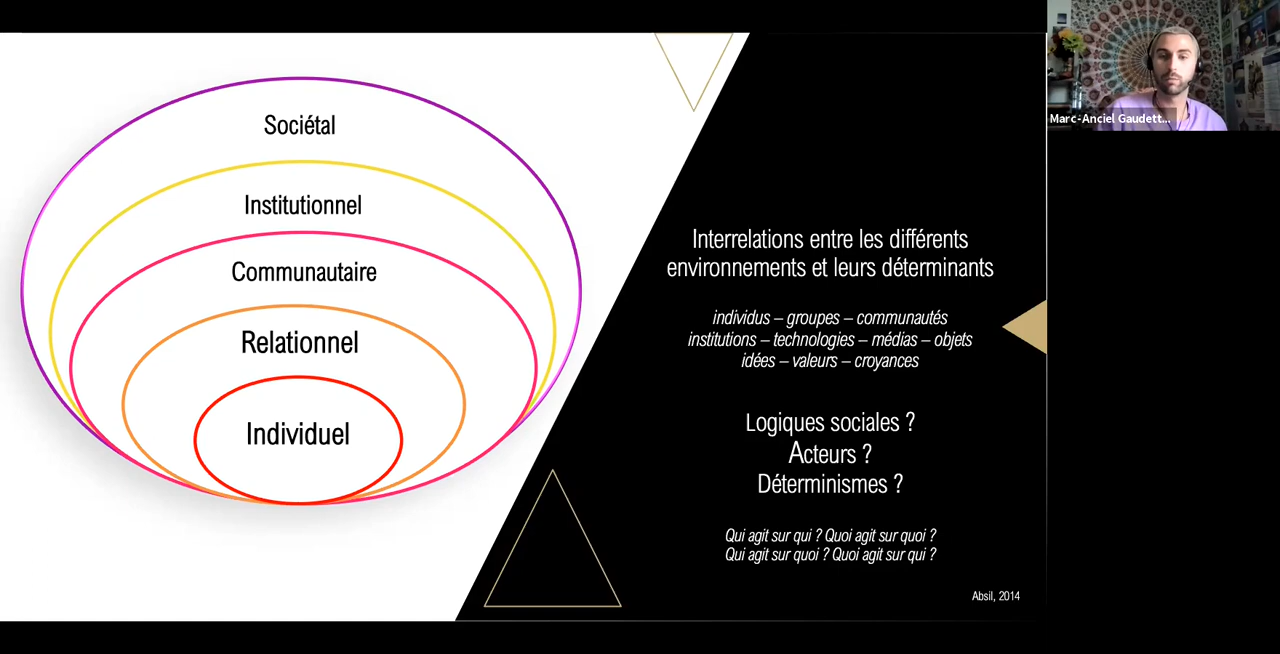 Sociétal
Institutionnel
Communautaire
Relationnel
Individuel
Interrelations entre les différents
environnements et leurs déterminants
individus – groupes – communautés
institutions – technologies – médias – objets
idées – valeurs – croyances
Logiques sociales ?
Acteurs ?
Déterminismes ?
Qui agit sur qui ? Quoi agit sur quoi ?
Qui agit sur quoi ? Quoi agit sur qui ?
Absil, 2014
Marc-Anciel Gaudett...